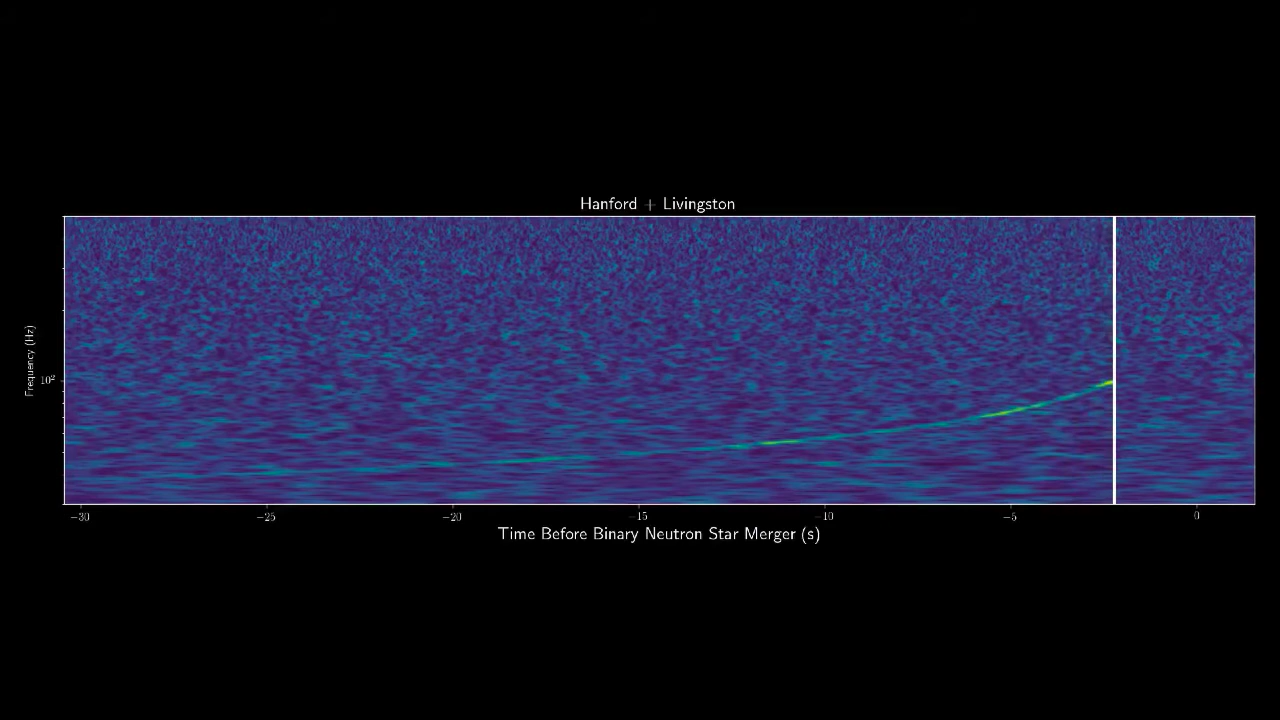 Hanford + Livingston
Frequency (Hz)
10²
−30 −25 −20 −15 −10 −5 0
Time Before Binary Neutron Star Merger (s)